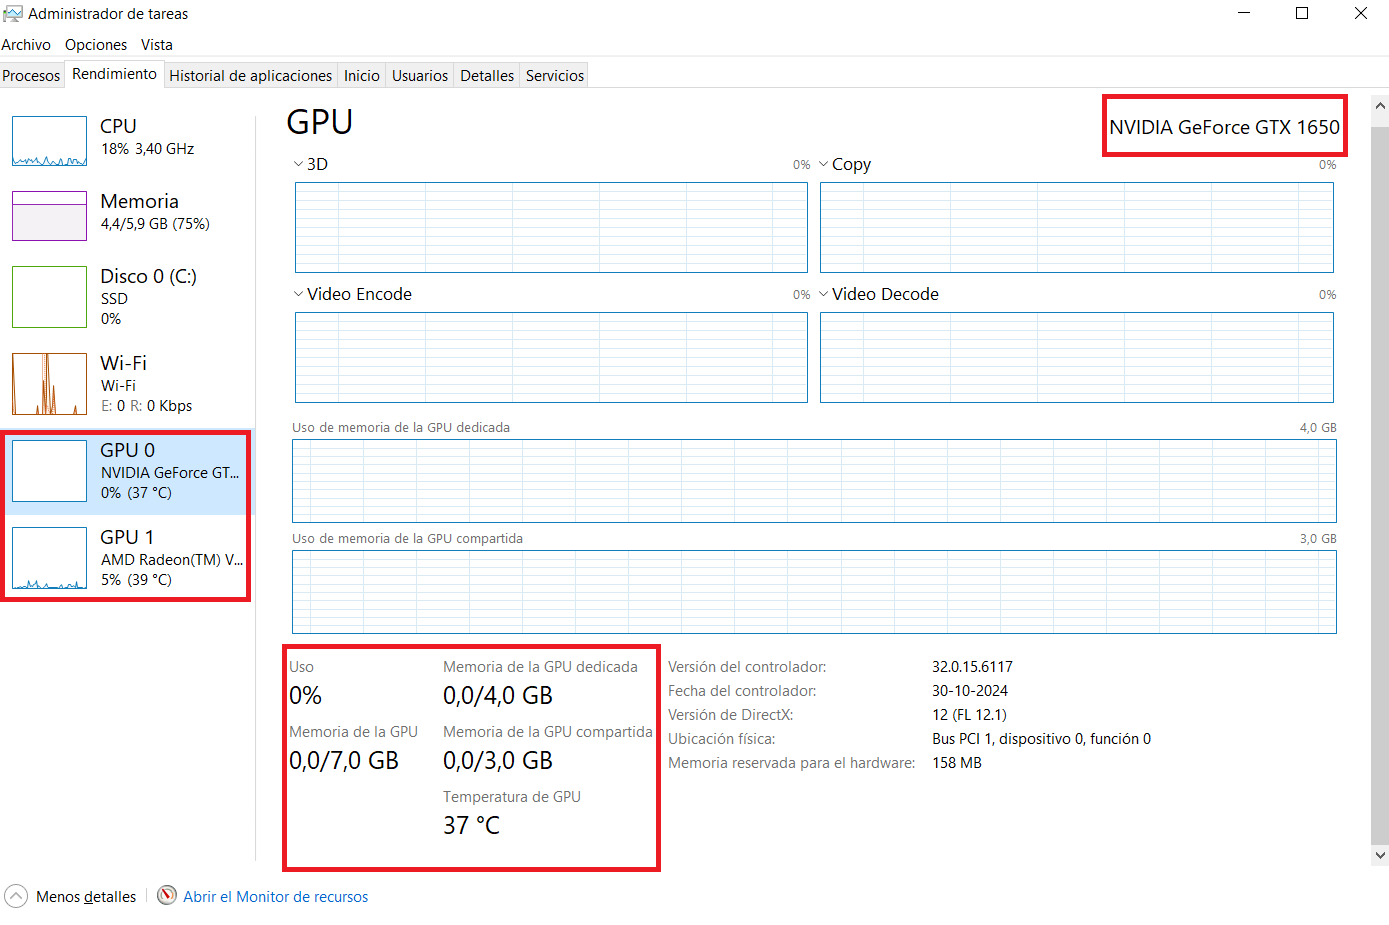 Administrador de tareas
Archivo Opciones Vista
Procesos Rendimiento Historial de aplicaciones Inicio Usuarios Detalles Servicios
CPU
18% 3,40 GHz
Memoria
4,4/5,9 GB (75%)
Disco 0 (C:)
SSD
0%
Wi-Fi
Wi-Fi
E: 0 R: 0 Kbps
GPU 0
NVIDIA GeForce GT...
0% (37 °C)
GPU 1
AMD Radeon(TM) V...
5% (39 °C)
GPU
NVIDIA GeForce GTX 1650
3D 0%
Copy 0%
Video Encode 0%
Video Decode 0%
Uso de memoria de la GPU dedicada 4,0 GB
Uso de memoria de la GPU compartida 3,0 GB
Uso
0%
Memoria de la GPU dedicada
0,0/4,0 GB
Memoria de la GPU
0,0/7,0 GB
Memoria de la GPU compartida
0,0/3,0 GB
Temperatura de GPU
37 °C
Versión del controlador: 32.0.15.6117
Fecha del controlador: 30-10-2024
Versión de DirectX: 12 (FL 12.1)
Ubicación física: Bus PCI 1, dispositivo 0, función 0
Memoria reservada para el hardware: 158 MB
Menos detalles
Abrir el Monitor de recursos